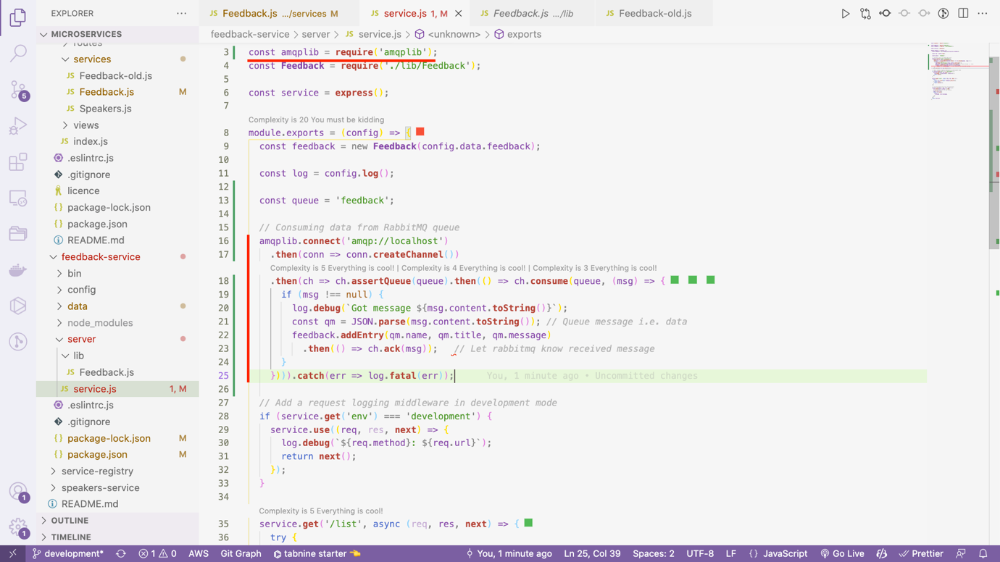 EXPLORER
MICROSERVICES
routes
services
JS Feedback-old.js
JS Feedback.js M
JS Speakers.js
views
JS index.js
.eslintrc.js
.gitignore
licence
{} package-lock.json
{} package.json
README.md
feedback-service
bin
config
data
node_modules
server
lib
JS Feedback.js
JS service.js 1, M
.eslintrc.js
.gitignore
{} package-lock.json M
{} package.json M
service-registry
speakers-service
README.md
OUTLINE
TIMELINE
5
1
1
JS Feedback.js .../services M
JS service.js 1, M
JS Feedback.js .../lib
JS Feedback-old.js
feedback-service > server > JS service.js > <unknown> > exports
3 const amqplib = require('amqplib');
4 const Feedback = require('./lib/Feedback');
5
6 const service = express();
7
Complexity is 20 You must be kidding
8 module.exports = (config) => {
9 const feedback = new Feedback(config.data.feedback);
10
11 const log = config.log();
12
13 const queue = 'feedback';
14
15 // Consuming data from RabbitMQ queue
16 amqplib.connect('amqp://localhost')
17 .then(conn => conn.createChannel())
Complexity is 5 Everything is cool! | Complexity is 4 Everything is cool! | Complexity is 3 Everything is cool!
18 .then(ch => ch.assertQueue(queue).then(() => ch.consume(queue, (msg) => {
19 if (msg !== null) {
20 log.debug(`Got message ${msg.content.toString()}`);
21 const qm = JSON.parse(msg.content.toString()); // Queue message i.e. data
22 feedback.addEntry(qm.name, qm.title, qm.message)
23 .then(() => ch.ack(msg)); // Let rabbitmq know received message
24 }
25 }))).catch(err => log.fatal(err)); You, 1 minute ago • Uncommitted changes
26
27 // Add a request logging middleware in development mode
28 if (service.get('env') === 'development') {
29 service.use((req, res, next) => {
30 log.debug(`${req.method}: ${req.url}`);
31 return next();
32 });
33 }
34
Complexity is 5 Everything is cool!
35 service.get('/list', async (req, res, next) => {
36 try {
development* 1 0 AWS Git Graph tabnine starter You, 1 minute ago Ln 25, Col 39 Spaces: 2 UTF-8 LF {} JavaScript Go Live Prettier